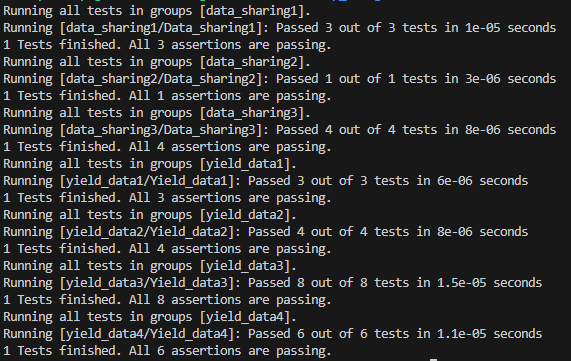 Running all tests in groups [data_sharing1].
Running [data_sharing1/Data_sharing1]: Passed 3 out of 3 tests in 1e-05 seconds
1 Tests finished. All 3 assertions are passing.
Running all tests in groups [data_sharing2].
Running [data_sharing2/Data_sharing2]: Passed 1 out of 1 tests in 3e-06 seconds
1 Tests finished. All 1 assertions are passing.
Running all tests in groups [data_sharing3].
Running [data_sharing3/Data_sharing3]: Passed 4 out of 4 tests in 8e-06 seconds
1 Tests finished. All 4 assertions are passing.
Running all tests in groups [yield_data1].
Running [yield_data1/Yield_data1]: Passed 3 out of 3 tests in 6e-06 seconds
1 Tests finished. All 3 assertions are passing.
Running all tests in groups [yield_data2].
Running [yield_data2/Yield_data2]: Passed 4 out of 4 tests in 8e-06 seconds
1 Tests finished. All 4 assertions are passing.
Running all tests in groups [yield_data3].
Running [yield_data3/Yield_data3]: Passed 8 out of 8 tests in 1.5e-05 seconds
1 Tests finished. All 8 assertions are passing.
Running all tests in groups [yield_data4].
Running [yield_data4/Yield_data4]: Passed 6 out of 6 tests in 1.1e-05 seconds
1 Tests finished. All 6 assertions are passing.